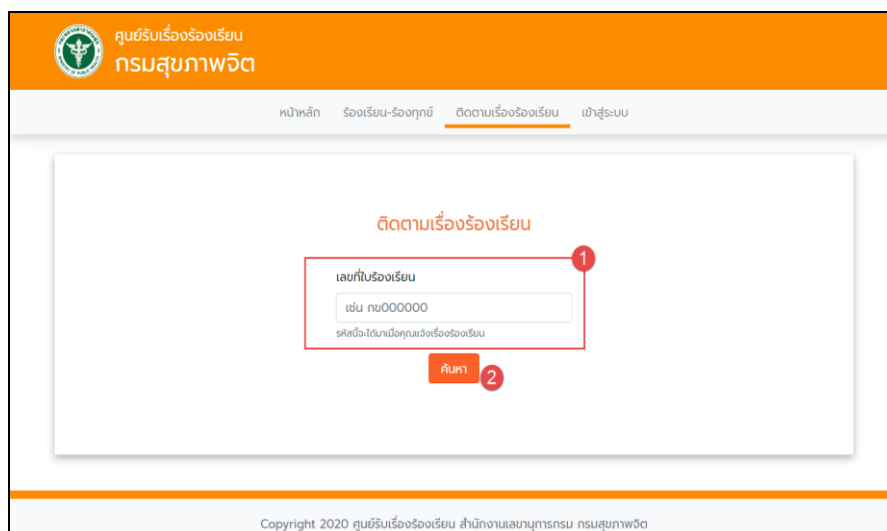 ศูนย์รับเรื่องร้องเรียน
กรมสุขภาพจิต
หน้าหลัก ร้องเรียน-ร้องทุกข์ ติดตามเรื่องร้องเรียน เข้าสู่ระบบ
ติดตามเรื่องร้องเรียน
1
เลขที่ใบร้องเรียน
เช่น กข000000
รหัสนี้จะได้มาเมื่อคุณแจ้งเรื่องร้องเรียน
ค้นหา
2
Copyright 2020 ศูนย์รับเรื่องร้องเรียน สำนักงานเลขานุการกรม กรมสุขภาพจิต